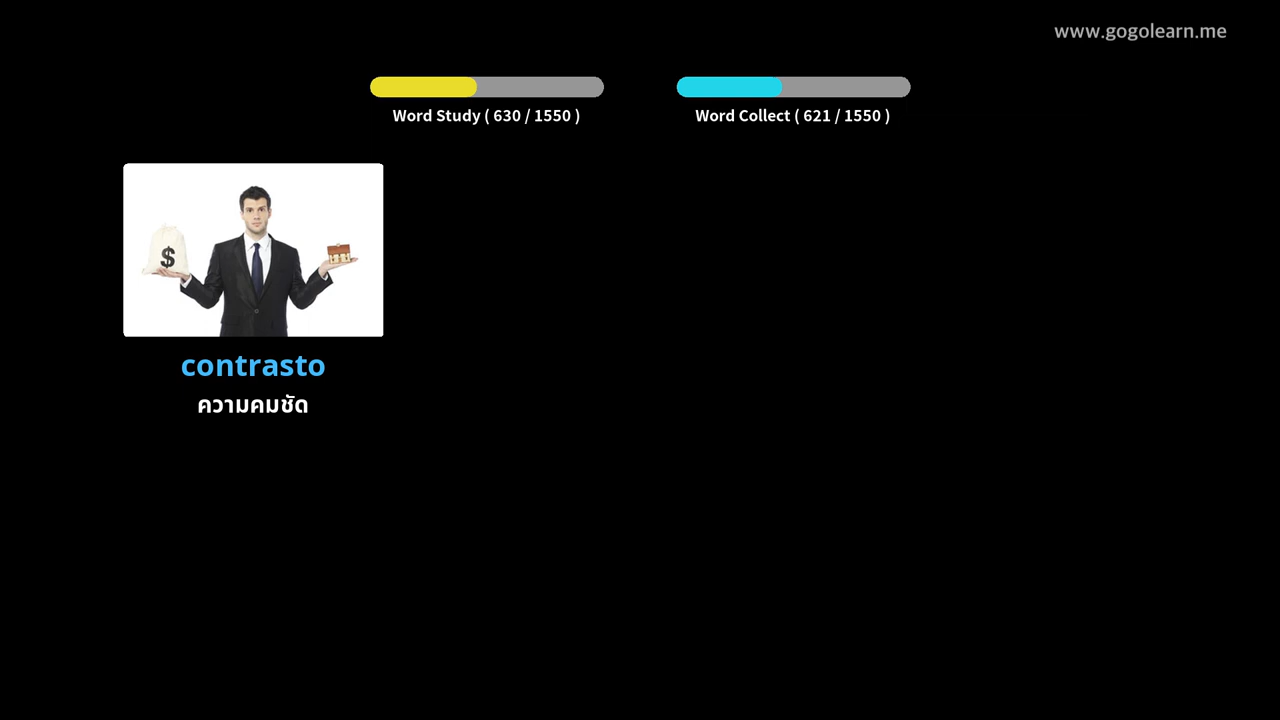 www.gogolearn.me
Word Study ( 630 / 1550 )
Word Collect ( 621 / 1550 )
$
contrasto
ความคมชัด